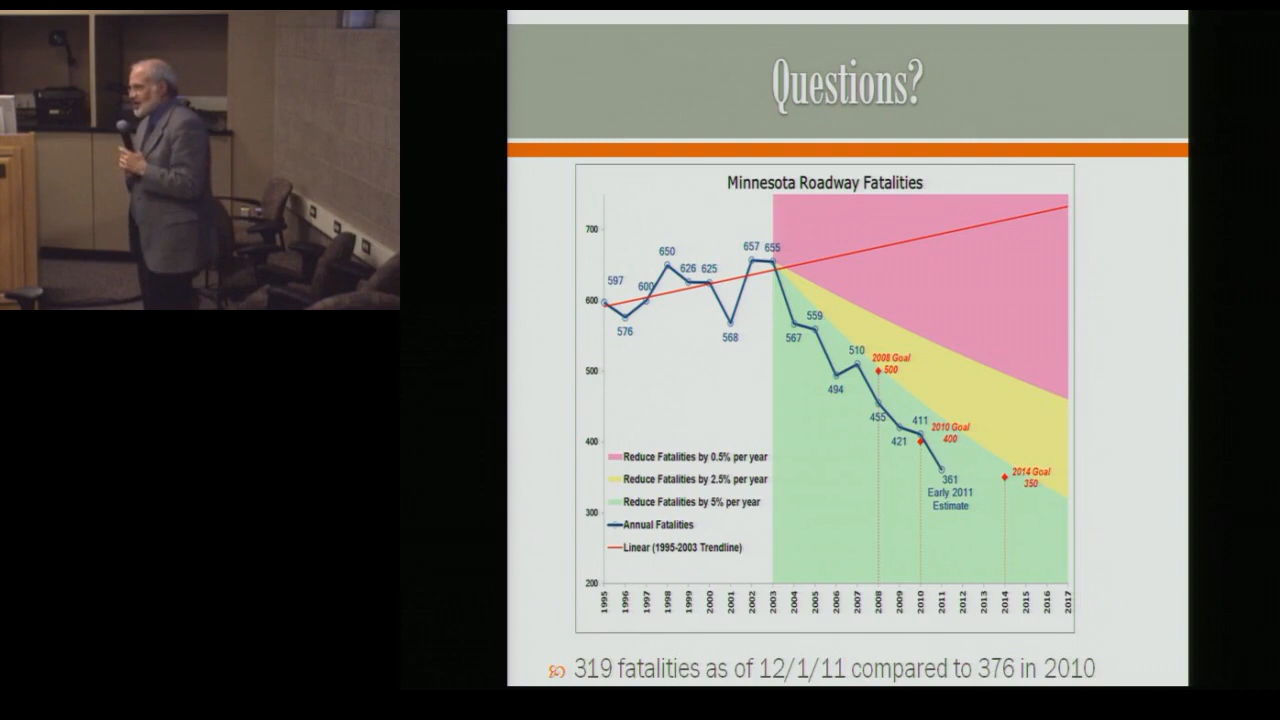 Questions?
Minnesota Roadway Fatalities
700
600
500
400
300
200
597
576
600
650
626
625
568
657
655
567
559
494
510
455
421
411
361
Early 2011
Estimate
2008 Goal
500
2010 Goal
400
2014 Goal
350
Reduce Fatalities by 0.5% per year
Reduce Fatalities by 2.5% per year
Reduce Fatalities by 5% per year
Annual Fatalities
Linear (1995-2003 Trendline)
1995 1996 1997 1998 1999 2000 2001 2002 2003 2004 2005 2006 2007 2008 2009 2010 2011 2012 2013 2014 2015 2016 2017
319 fatalities as of 12/1/11 compared to 376 in 2010